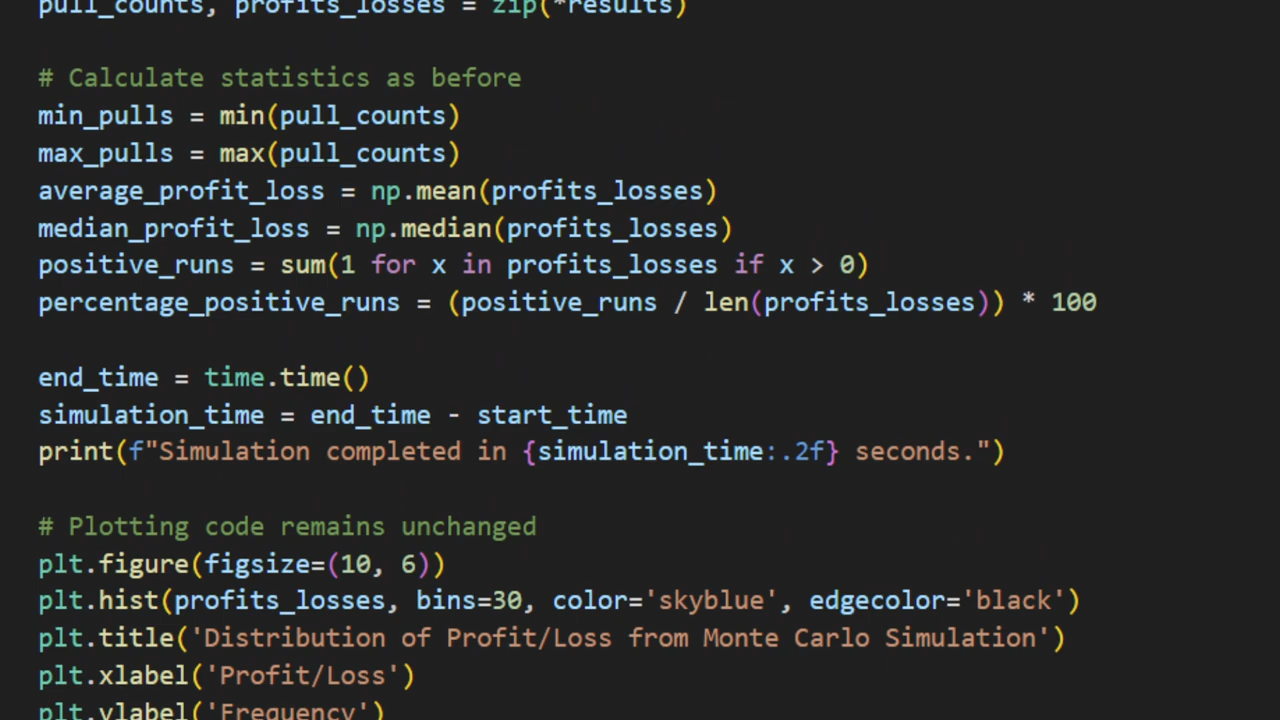 pull_counts, profits_losses = zip(*results)
# Calculate statistics as before
min_pulls = min(pull_counts)
max_pulls = max(pull_counts)
average_profit_loss = np.mean(profits_losses)
median_profit_loss = np.median(profits_losses)
positive_runs = sum(1 for x in profits_losses if x > 0)
percentage_positive_runs = (positive_runs / len(profits_losses)) * 100
end_time = time.time()
simulation_time = end_time - start_time
print(f"Simulation completed in {simulation_time:.2f} seconds.")
# Plotting code remains unchanged
plt.figure(figsize=(10, 6))
plt.hist(profits_losses, bins=30, color='skyblue', edgecolor='black')
plt.title('Distribution of Profit/Loss from Monte Carlo Simulation')
plt.xlabel('Profit/Loss')
plt.ylabel('Frequency')